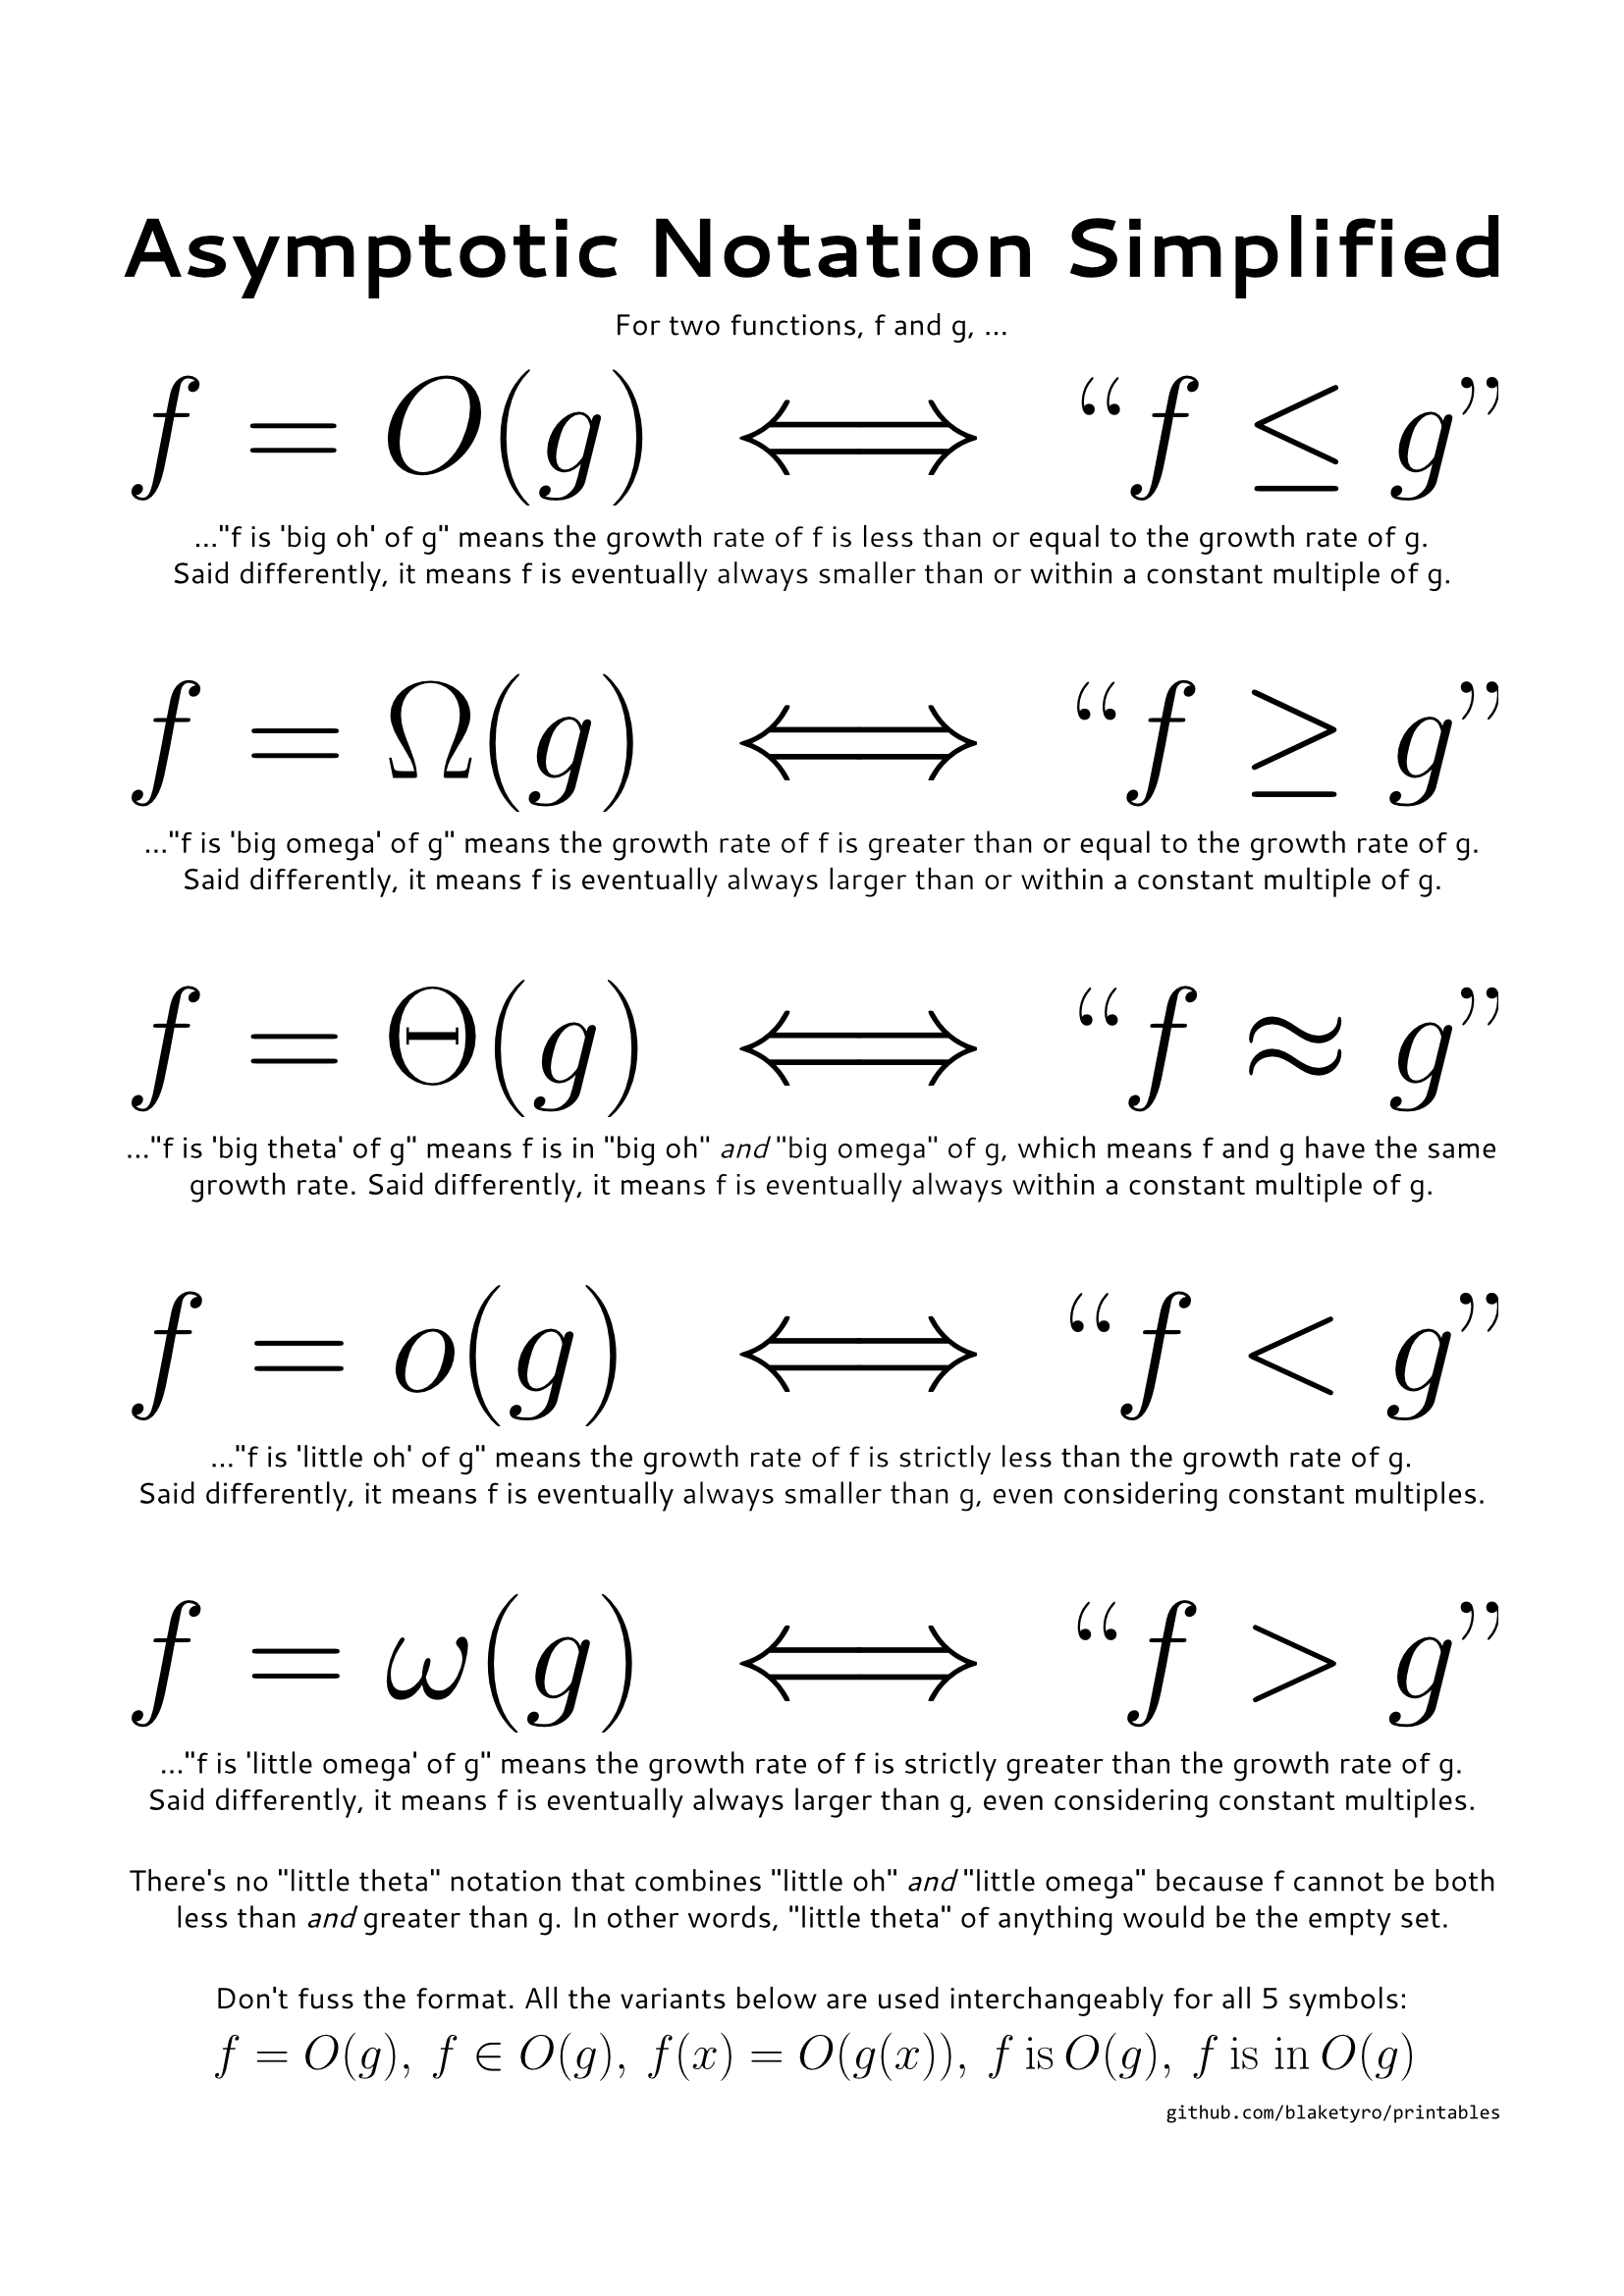 Asymptotic Notation Simplified
For two functions, f and g, ...
f = O(g) ⟺ “f ≤ g”
..."f is 'big oh' of g" means the growth rate of f is less than or equal to the growth rate of g.
Said differently, it means f is eventually always smaller than or within a constant multiple of g.
f = Ω(g) ⟺ “f ≥ g”
..."f is 'big omega' of g" means the growth rate of f is greater than or equal to the growth rate of g.
Said differently, it means f is eventually always larger than or within a constant multiple of g.
f = Θ(g) ⟺ “f ≈ g”
..."f is 'big theta' of g" means f is in "big oh" and "big omega" of g, which means f and g have the same
growth rate. Said differently, it means f is eventually always within a constant multiple of g.
f = o(g) ⟺ “f < g”
..."f is 'little oh' of g" means the growth rate of f is strictly less than the growth rate of g.
Said differently, it means f is eventually always smaller than g, even considering constant multiples.
f = ω(g) ⟺ “f > g”
..."f is 'little omega' of g" means the growth rate of f is strictly greater than the growth rate of g.
Said differently, it means f is eventually always larger than g, even considering constant multiples.
There's no "little theta" notation that combines "little oh" and "little omega" because f cannot be both
less than and greater than g. In other words, "little theta" of anything would be the empty set.
Don't fuss the format. All the variants below are used interchangeably for all 5 symbols:
f = O(g), f ∈ O(g), f(x) = O(g(x)), f is O(g), f is in O(g)
github.com/blaketyro/printables